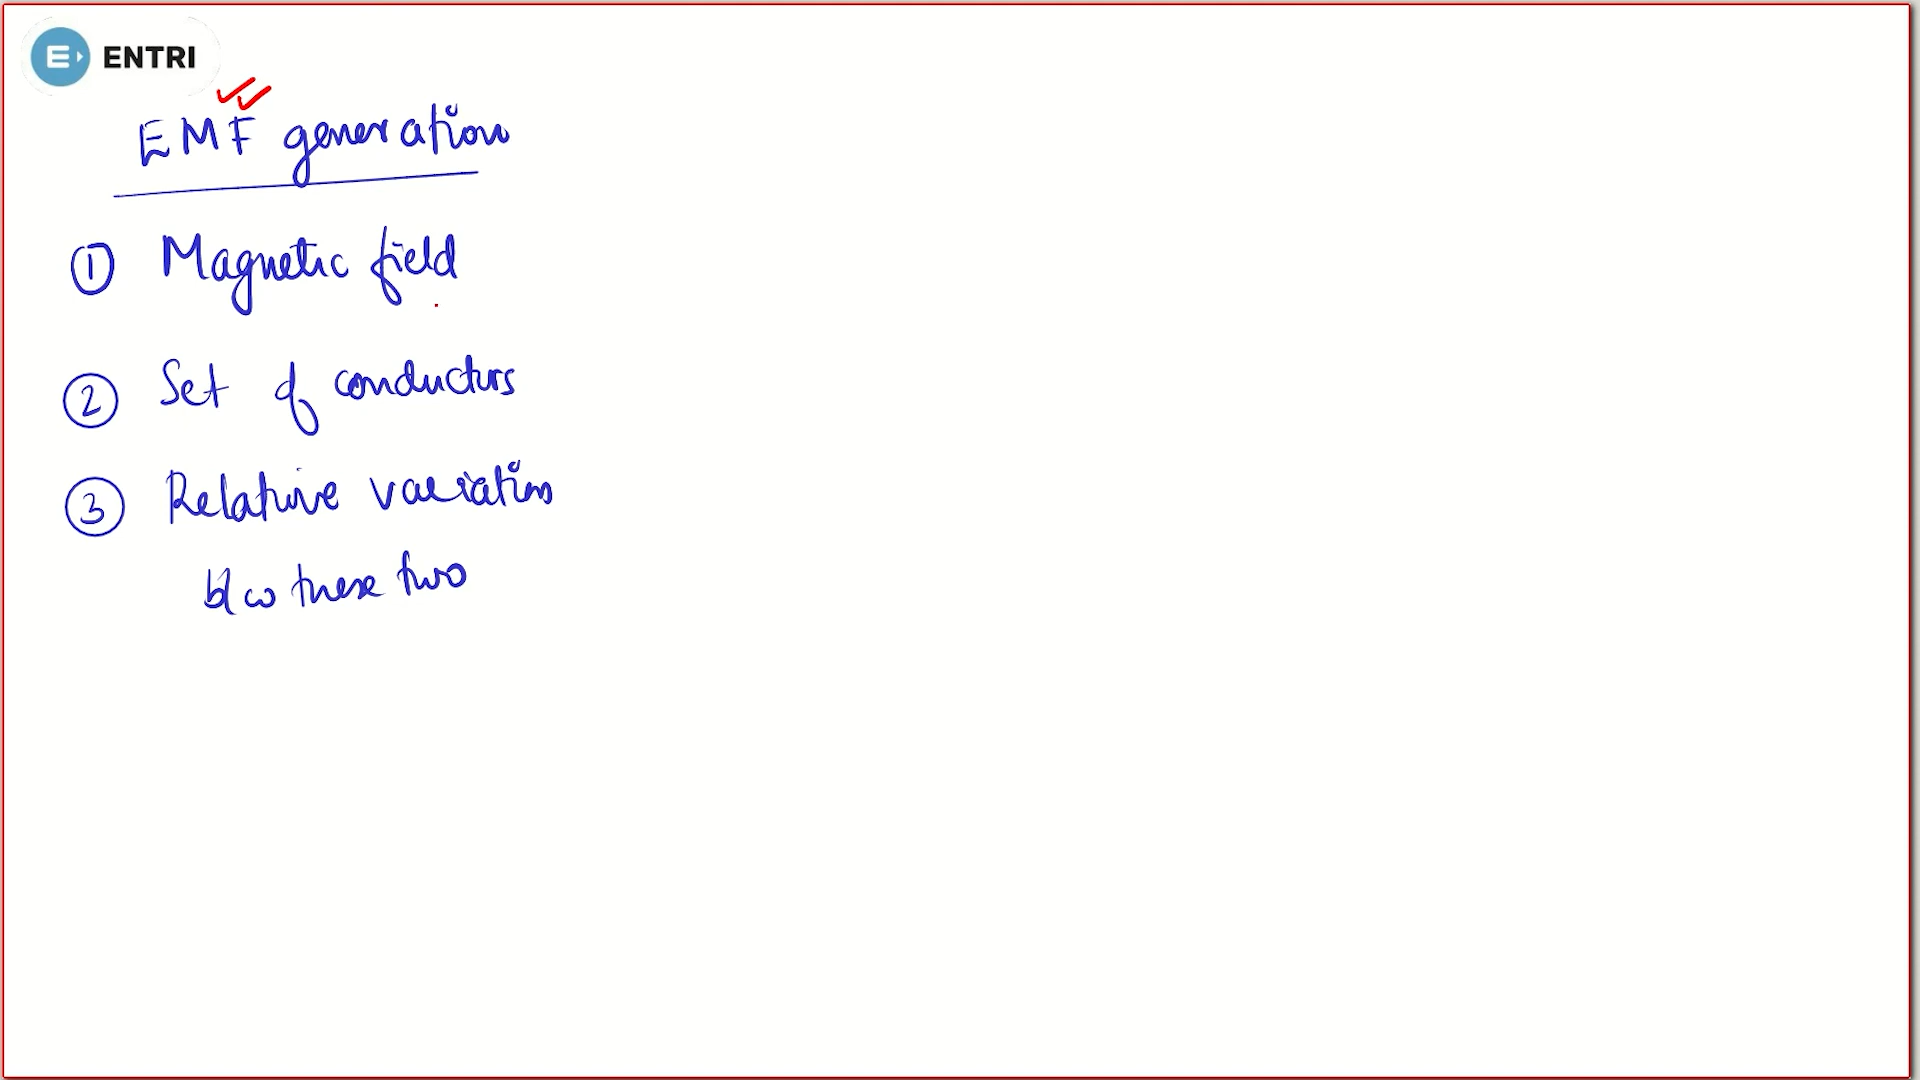 ENTRI
EMF generation
① Magnetic field
② Set of conductors
③ Relative variation
b/w these two